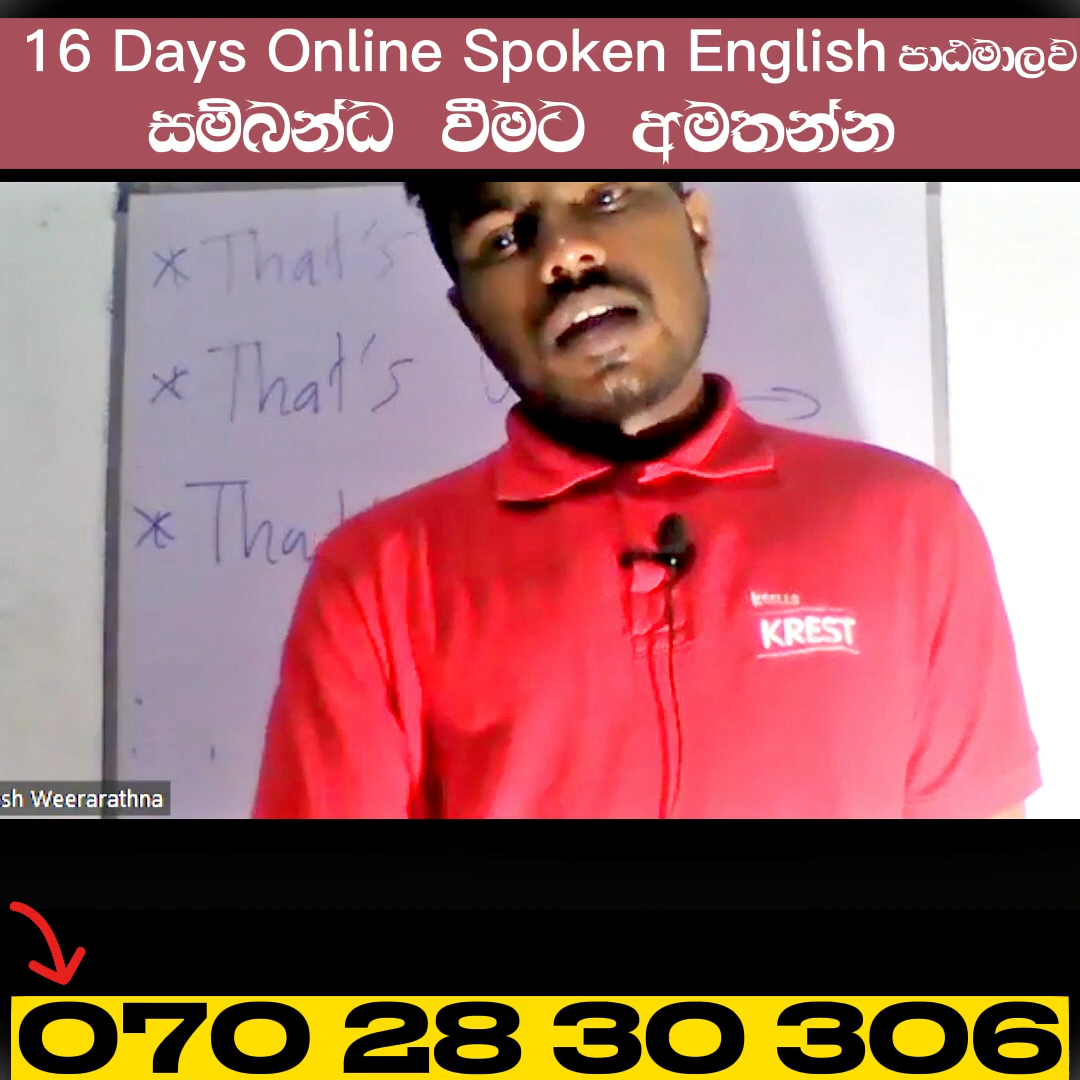 16 Days Online Spoken English පාඨමාලව
සම්බන්ධ වීමට අමතන්න
* That's
* That's
* Tha
KREST
sh Weerarathna
070 28 30 306